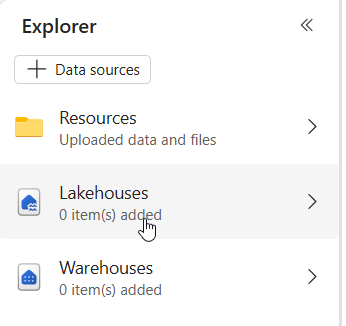 Explorer
Data sources
Resources
Uploaded data and files
Lakehouses
0 item(s) added
Warehouses
0 item(s) added